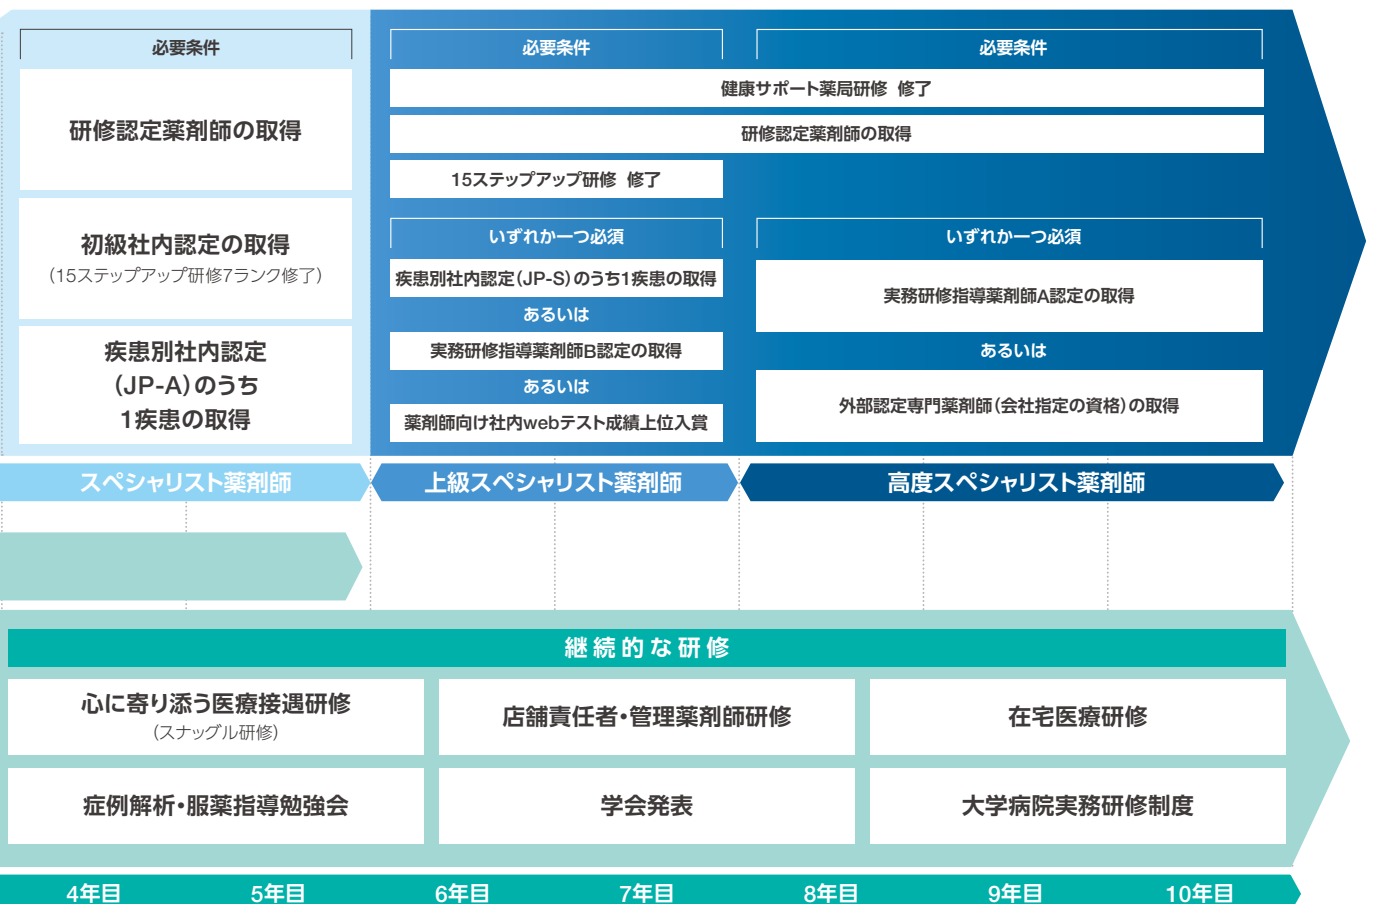 必要条件
研修認定薬剤師の取得
初級社内認定の取得
（15ステップアップ研修7ランク修了）
疾患別社内認定
（JP-A）のうち
1疾患の取得
必要条件
必要条件
健康サポート薬局研修 修了
研修認定薬剤師の取得
15ステップアップ研修 修了
いずれか一つ必須
疾患別社内認定（JP-S）のうち1疾患の取得
あるいは
実務研修指導薬剤師B認定の取得
あるいは
薬剤師向け社内webテスト成績上位入賞
いずれか一つ必須
実務研修指導薬剤師A認定の取得
あるいは
外部認定専門薬剤師（会社指定の資格）の取得
スペシャリスト薬剤師
上級スペシャリスト薬剤師
高度スペシャリスト薬剤師
継続的な研修
心に寄り添う医療接遇研修
（スナッグル研修）
店舗責任者・管理薬剤師研修
在宅医療研修
症例解析・服薬指導勉強会
学会発表
大学病院実務研修制度
4年目
5年目
6年目
7年目
8年目
9年目
10年目